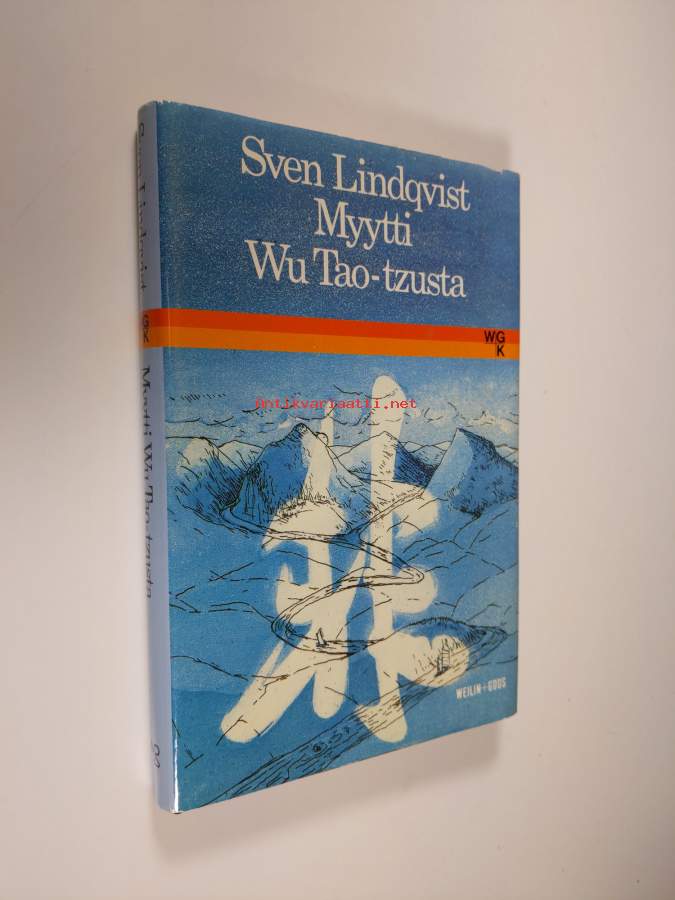 Sven Lindqvist
Myytti
Wu Tao-tzusta
WG
/K
antikvariaatti.net
WEILIN+GÖÖS
Sven Lindqvist
Myytti Wu Tao-tzusta